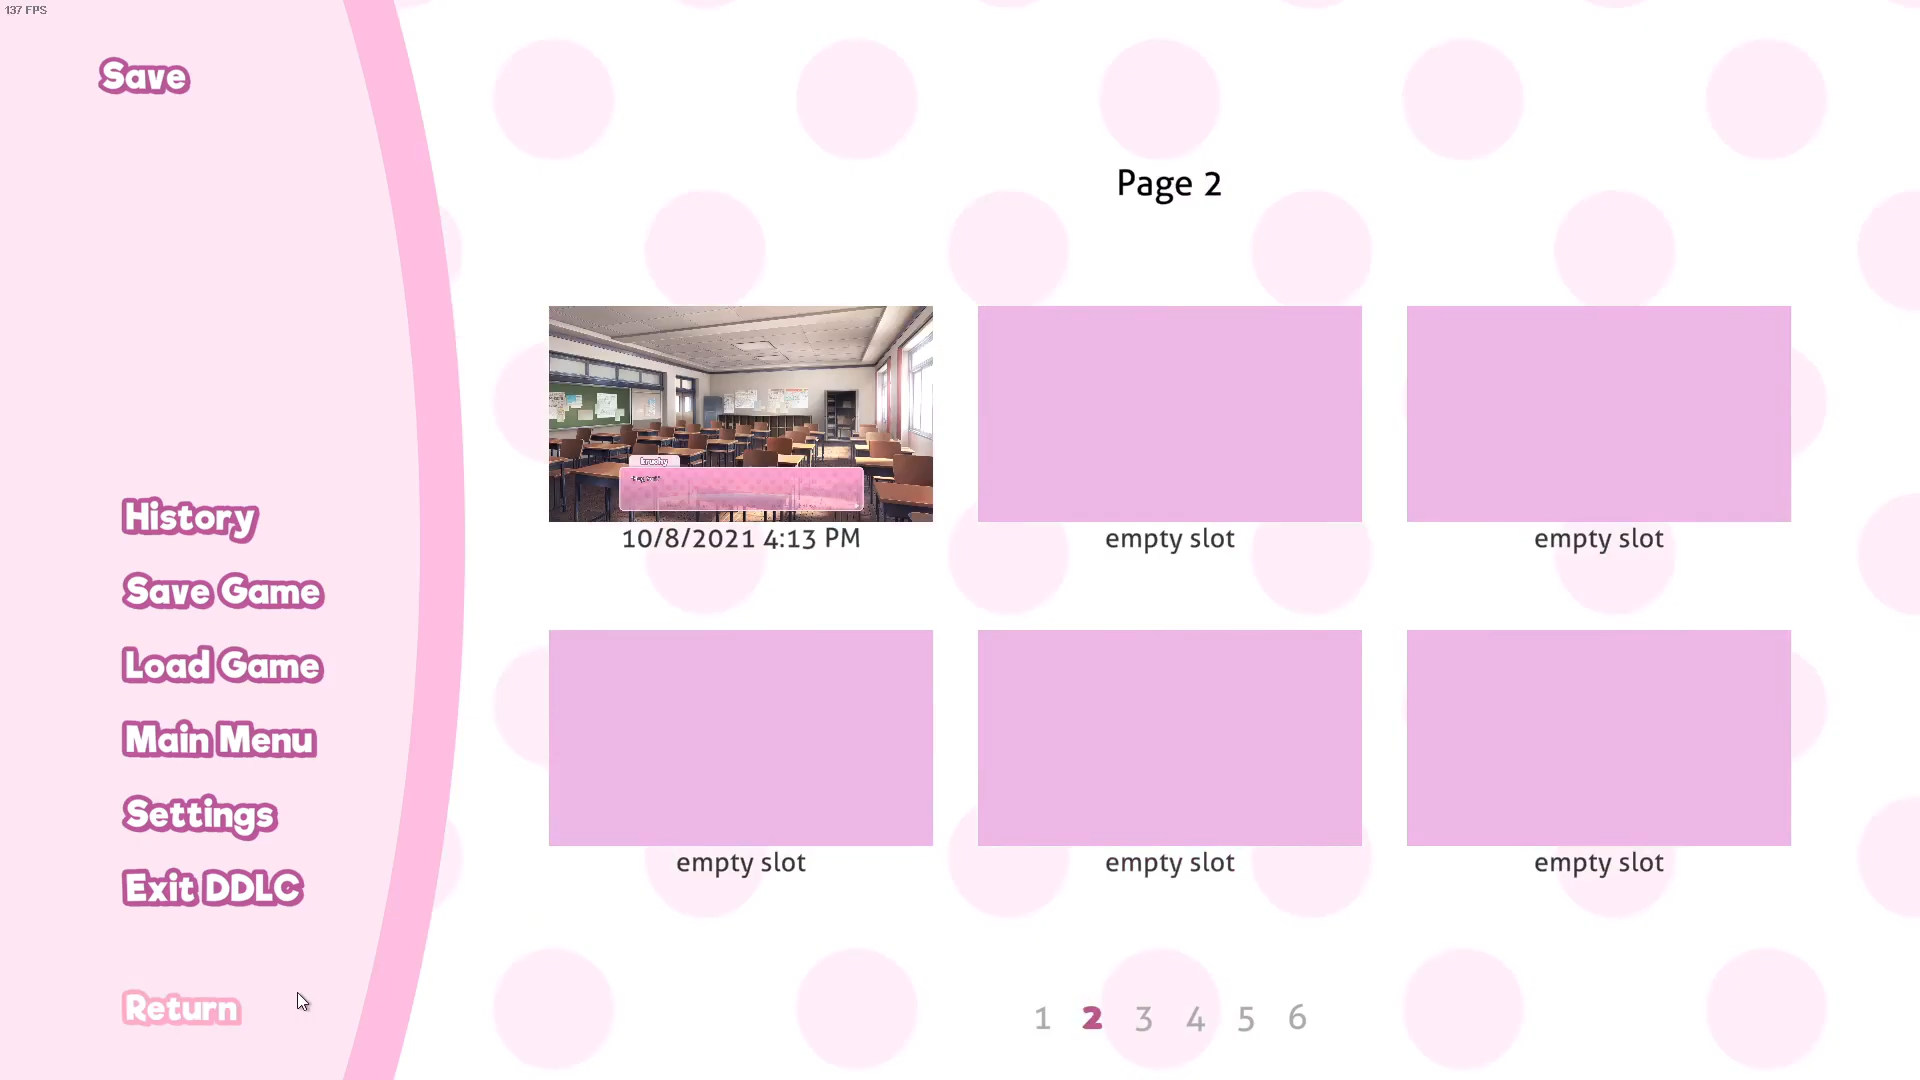 137 FPS
Save
Page 2
10/8/2021 4:13 PM
empty slot
empty slot
empty slot
empty slot
empty slot
History
Save Game
Load Game
Main Menu
Settings
Exit DDLC
Return
1 2 3 4 5 6